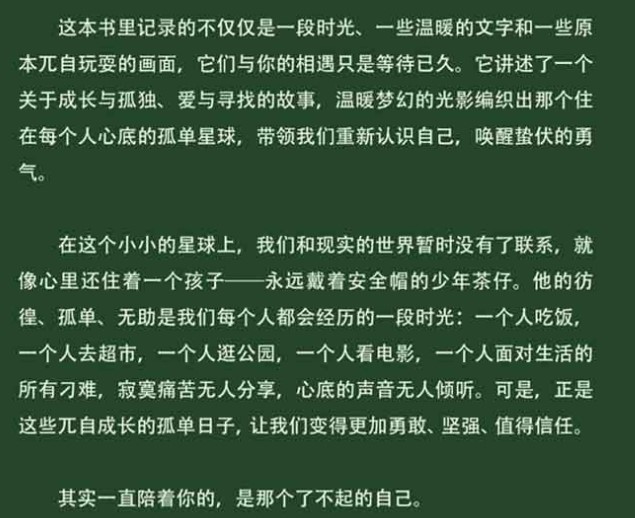 这本书里记录的不仅仅是一段时光、一些温暖的文字和一些原
本兀自玩耍的画面，它们与你的相遇只是等待已久。它讲述了一个
关于成长与孤独、爱与寻找的故事，温暖梦幻的光影编织出那个住
在每个人心底的孤单星球，带领我们重新认识自己，唤醒蛰伏的勇
气。
在这个小小的星球上，我们和现实的世界暂时没有了联系，就
像心里还住着一个孩子——永远戴着安全帽的少年茶仔。他的彷
徨、孤单、无助是我们每个人都会经历的一段时光：一个人吃饭，
一个人去超市，一个人逛公园，一个人看电影，一个人面对生活的
所有刁难，寂寞痛苦无人分享，心底的声音无人倾听。可是，正是
这些兀自成长的孤单日子，让我们变得更加勇敢、坚强、值得信任。
其实一直陪着你的，是那个了不起的自己。